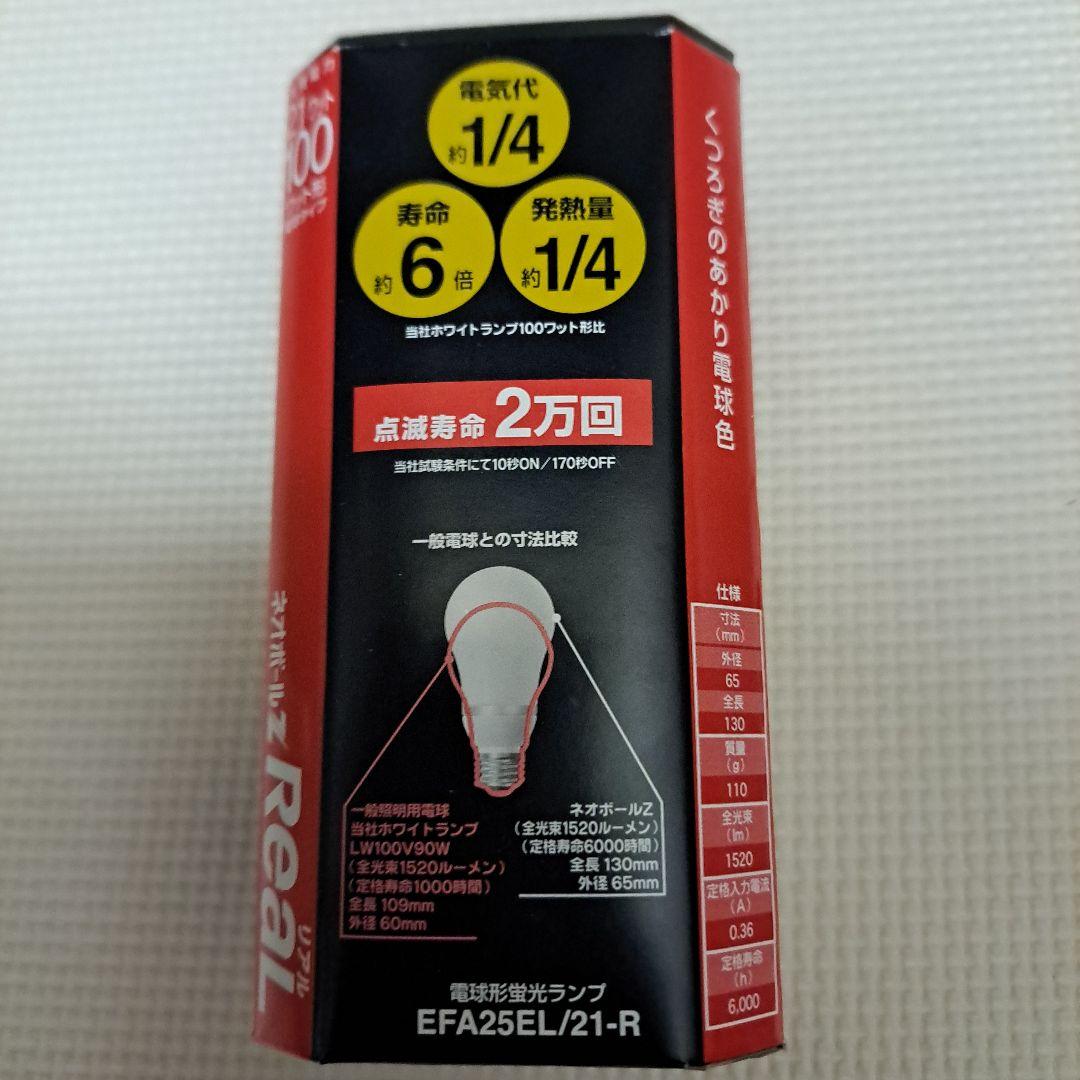 電気代
約1/4
寿命
約6倍
発熱量
約1/4
当社ホワイトランプ100ワット形比
点滅寿命 2万回
当社試験条件にて10秒ON/170秒OFF
一般電球との寸法比較
一般照明用電球
当社ホワイトランプ
LW100V90W
(全光束1520ルーメン)
(定格寿命1000時間)
全長 109mm
外径 60mm
ネオボールZ
(全光束1520ルーメン)
(定格寿命6000時間)
全長 130mm
外径 65mm
電球形蛍光ランプ
EFA25EL/21-R
くつろぎのあかり電球色
仕様
寸法
(mm)
外径
65
全長
130
質量
(g)
110
全光束
(lm)
1520
定格入力電流
(A)
0.36
定格寿命
(h)
6,000
100
ネオボールZ ReaL
リアル